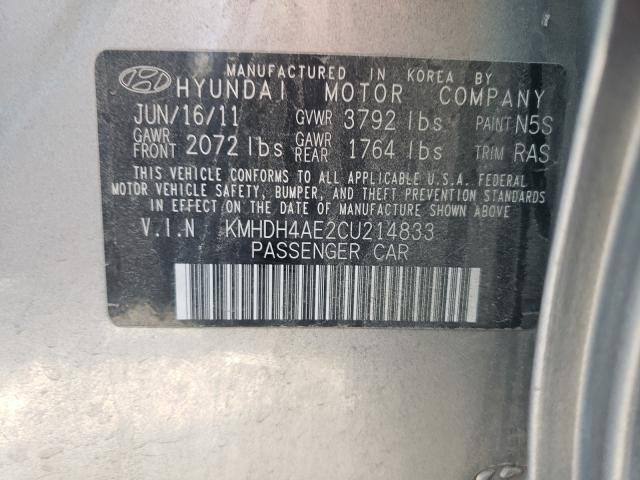 MANUFACTURED IN KOREA BY
HYUNDAI MOTOR COMPANY
JUN/16/11 GVWR 3792 lbs PAINT N5S
GAWR FRONT 2072 lbs GAWR REAR 1764 lbs TRIM RAS
THIS VEHICLE CONFORMS TO ALL APPLICABLE U.S.A. FEDERAL
MOTOR VEHICLE SAFETY, BUMPER, AND THEFT PREVENTION STANDARDS
IN EFFECT ON THE DATE OF MANUFACTURE SHOWN ABOVE
V.I.N KMHDH4AE2CU214833
PASSENGER CAR